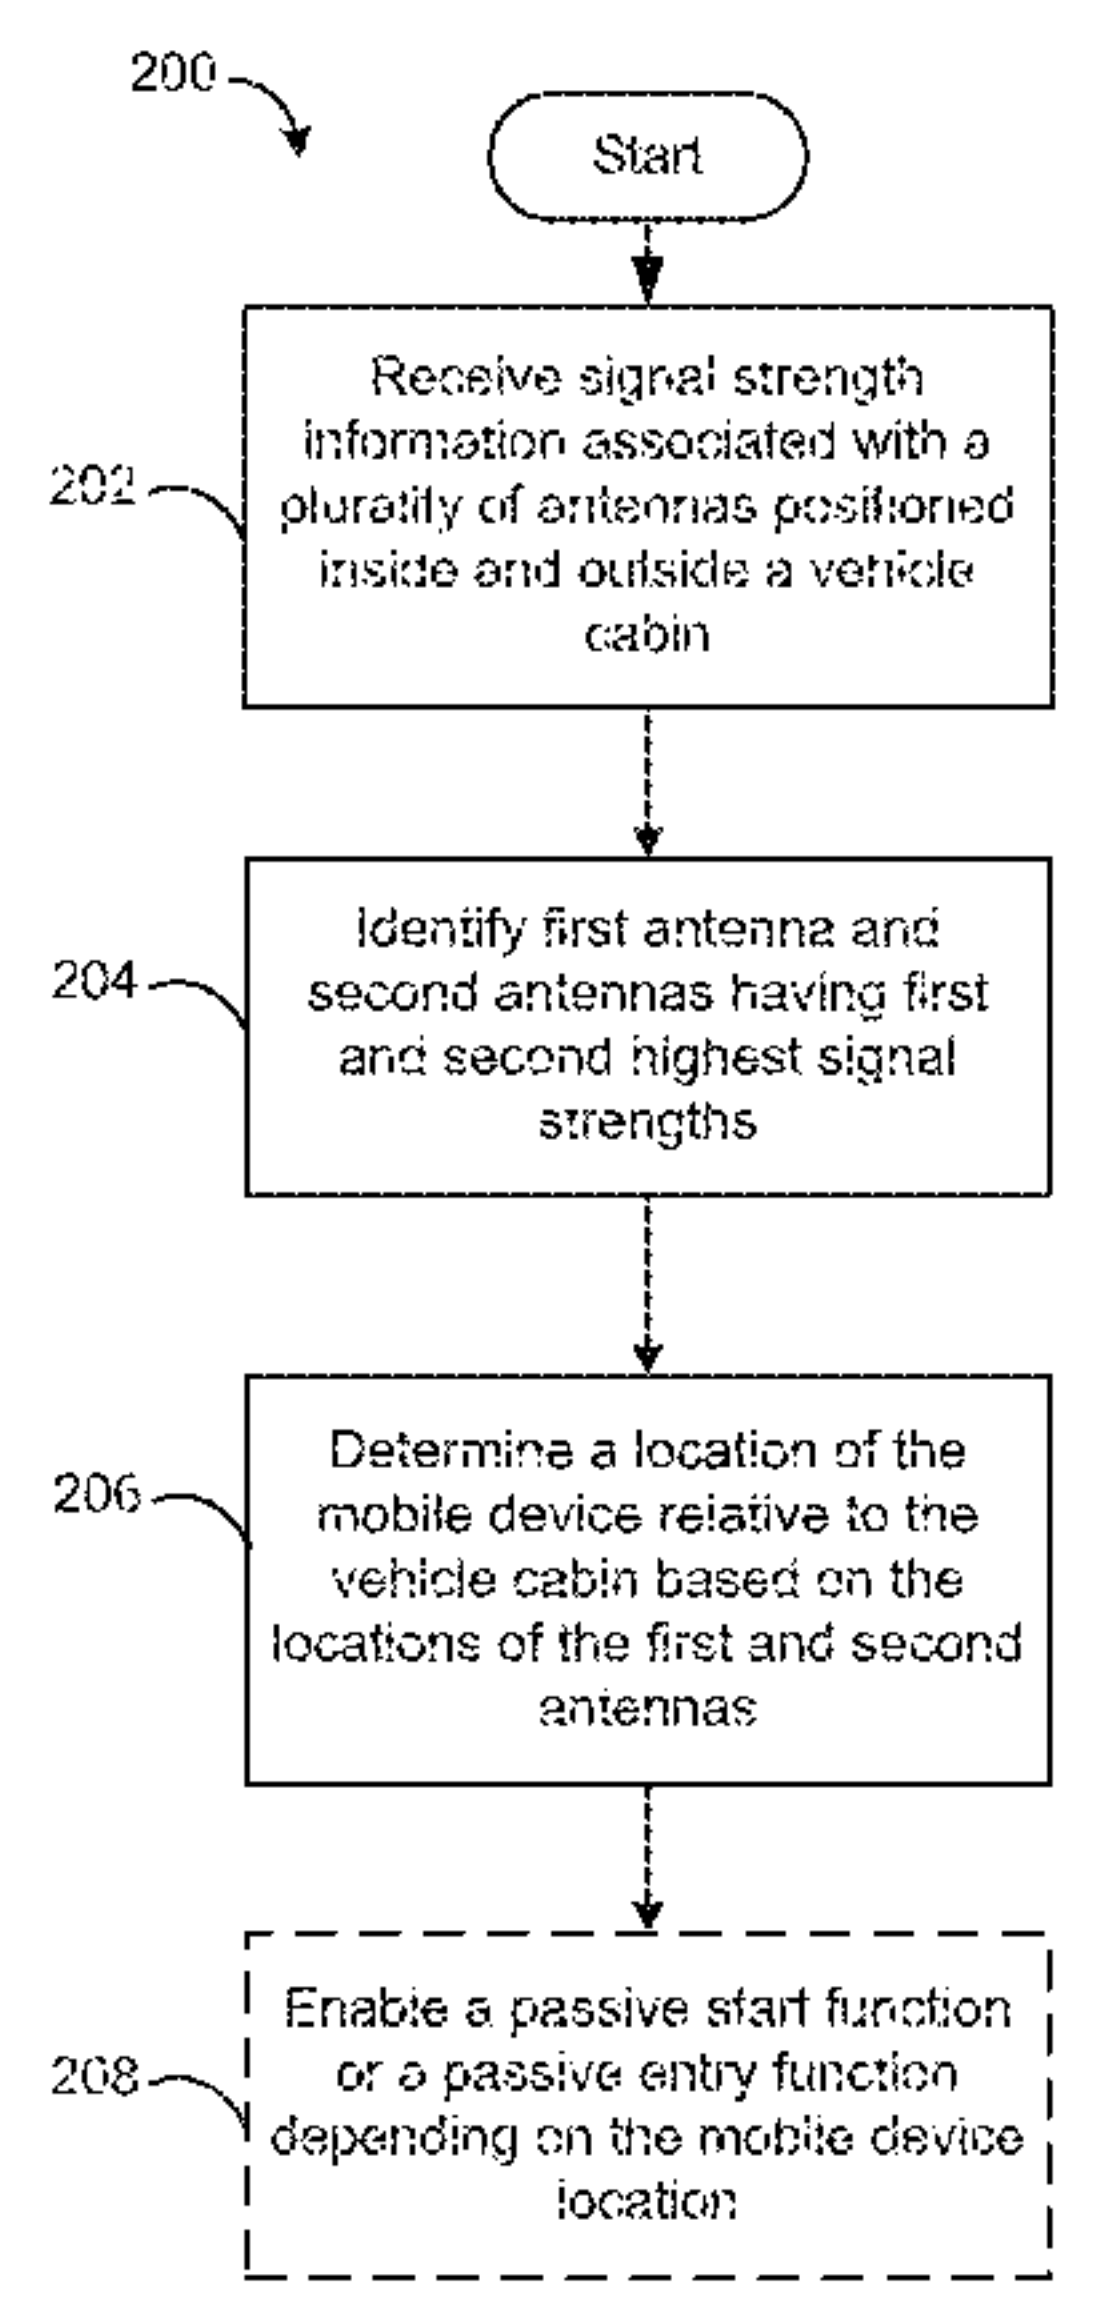 200
Start
Receive signal strength
information associated with a
plurality of antennas positioned
inside and outside a vehicle
cabin
202
Identify first antenna and
second antennas having first
and second highest signal
strengths
204
Determine a location of the
mobile device relative to the
vehicle cabin based on the
locations of the first and second
antennas
206
Enable a passive start function
or a passive entry function
depending on the mobile device
location
208